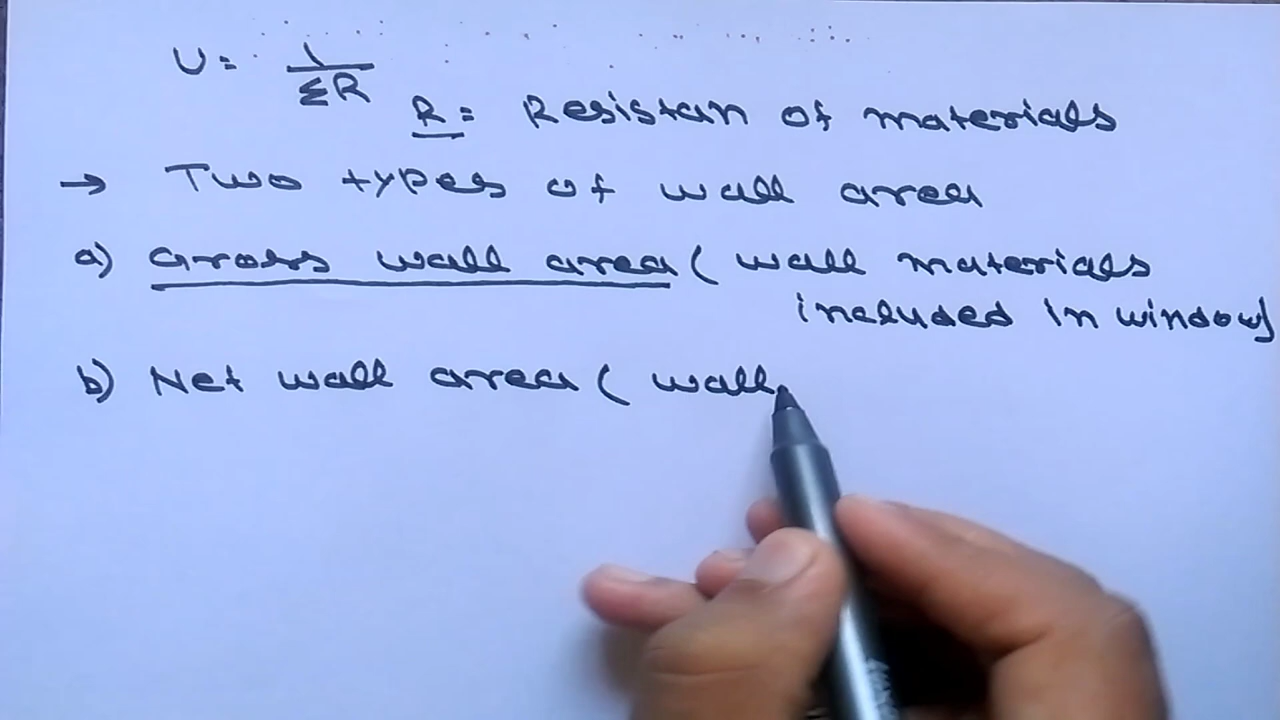 U = 1/ΣR
R = Resistan of materials
→ Two types of wall area
a) Gross wall area ( wall materials
included in window)
b) Net wall area ( wall